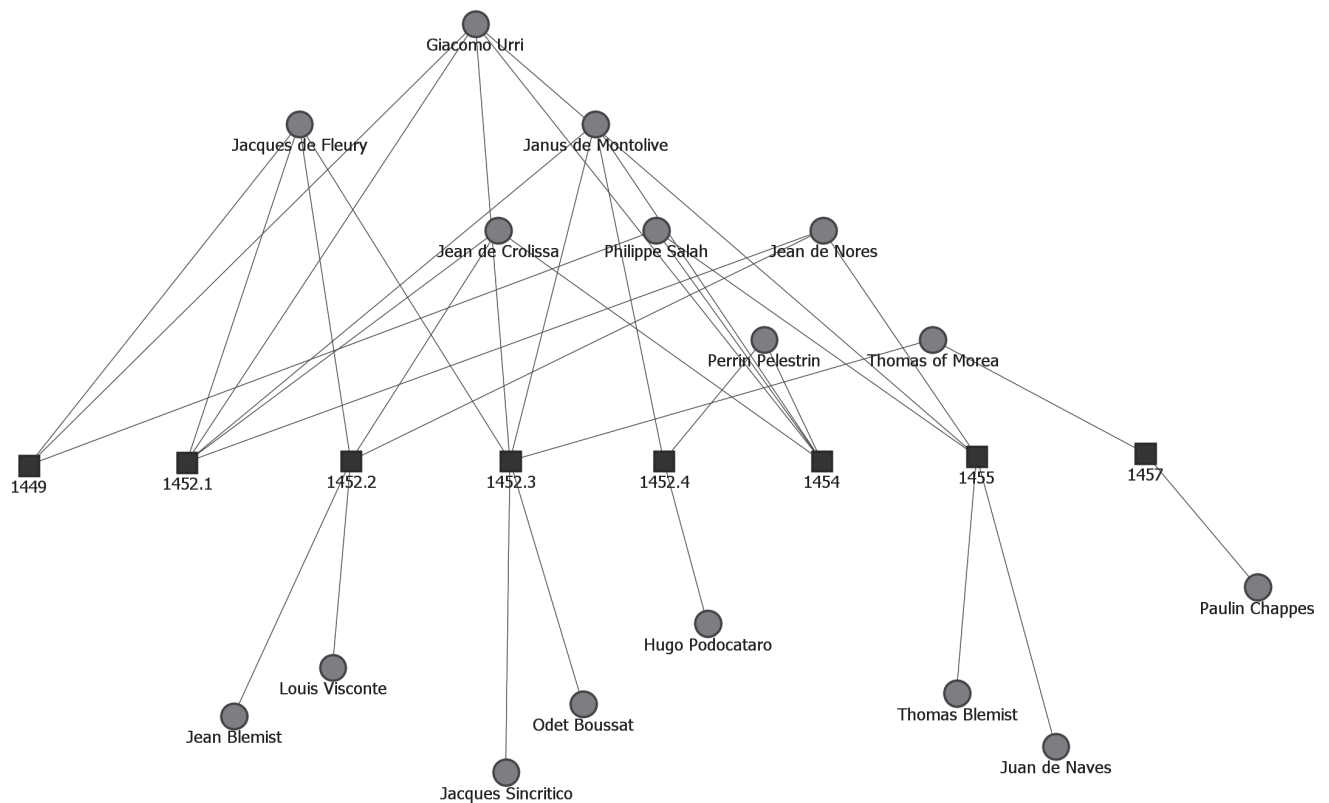 Giacomo Urri
Jacques de Fleury
Janus de Montolive
Jean de Crolissa
Philippe Salah
Jean de Nores
Perrin Pelestrin
Thomas of Morea
1449
1452.1
1452.2
1452.3
1452.4
1454
1455
1457
Paulin Chappes
Hugo Podocataro
Louis Visconte
Thomas Blemist
Odet Boussat
Jean Blemist
Juan de Naves
Jacques Sincritico